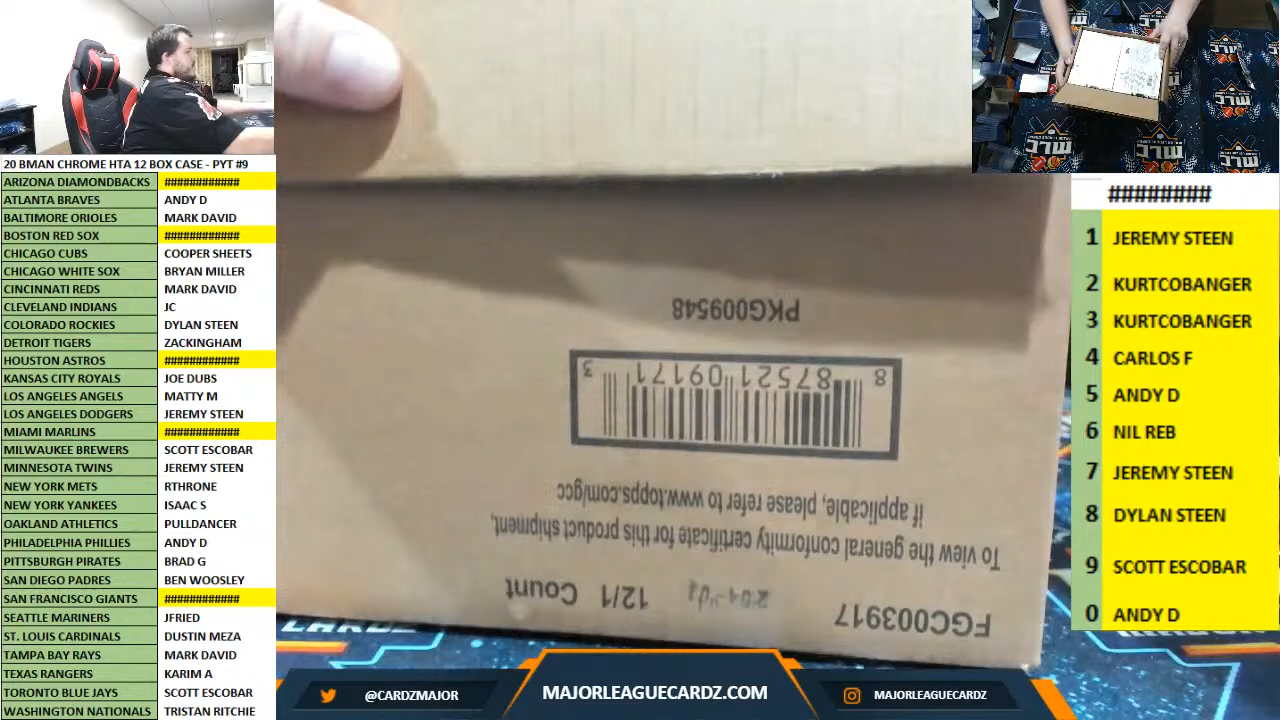 20 BMAN CHROME HTA 12 BOX CASE - PYT #9
ARIZONA DIAMONDBACKS ############
ATLANTA BRAVES ANDY D
BALTIMORE ORIOLES MARK DAVID
BOSTON RED SOX ############
CHICAGO CUBS COOPER SHEETS
CHICAGO WHITE SOX BRYAN MILLER
CINCINNATI REDS MARK DAVID
CLEVELAND INDIANS JC
COLORADO ROCKIES DYLAN STEEN
DETROIT TIGERS ZACKINGHAM
HOUSTON ASTROS ############
KANSAS CITY ROYALS JOE DUBS
LOS ANGELES ANGELS MATTY M
LOS ANGELES DODGERS JEREMY STEEN
MIAMI MARLINS ############
MILWAUKEE BREWERS SCOTT ESCOBAR
MINNESOTA TWINS JEREMY STEEN
NEW YORK METS RTHRONE
NEW YORK YANKEES ISAAC S
OAKLAND ATHLETICS PULLDANCER
PHILADELPHIA PHILLIES ANDY D
PITTSBURGH PIRATES BRAD G
SAN DIEGO PADRES BEN WOOSLEY
SAN FRANCISCO GIANTS ############
SEATTLE MARINERS JFRIED
ST. LOUIS CARDINALS DUSTIN MEZA
TAMPA BAY RAYS MARK DAVID
TEXAS RANGERS KARIM A
TORONTO BLUE JAYS SCOTT ESCOBAR
WASHINGTON NATIONALS TRISTAN RITCHIE
FGC003917 12/1 Count
To view the general conformity certificate for this product shipment,
if applicable, please refer to www.topps.com/gcc
8 87521 09171 3
PKG009548
########
1 JEREMY STEEN
2 KURTCOBANGER
3 KURTCOBANGER
4 CARLOS F
5 ANDY D
6 NIL REB
7 JEREMY STEEN
8 DYLAN STEEN
9 SCOTT ESCOBAR
0 ANDY D
@CARDZMAJOR
MAJORLEAGUECARDZ.COM
MAJORLEAGUECARDZ